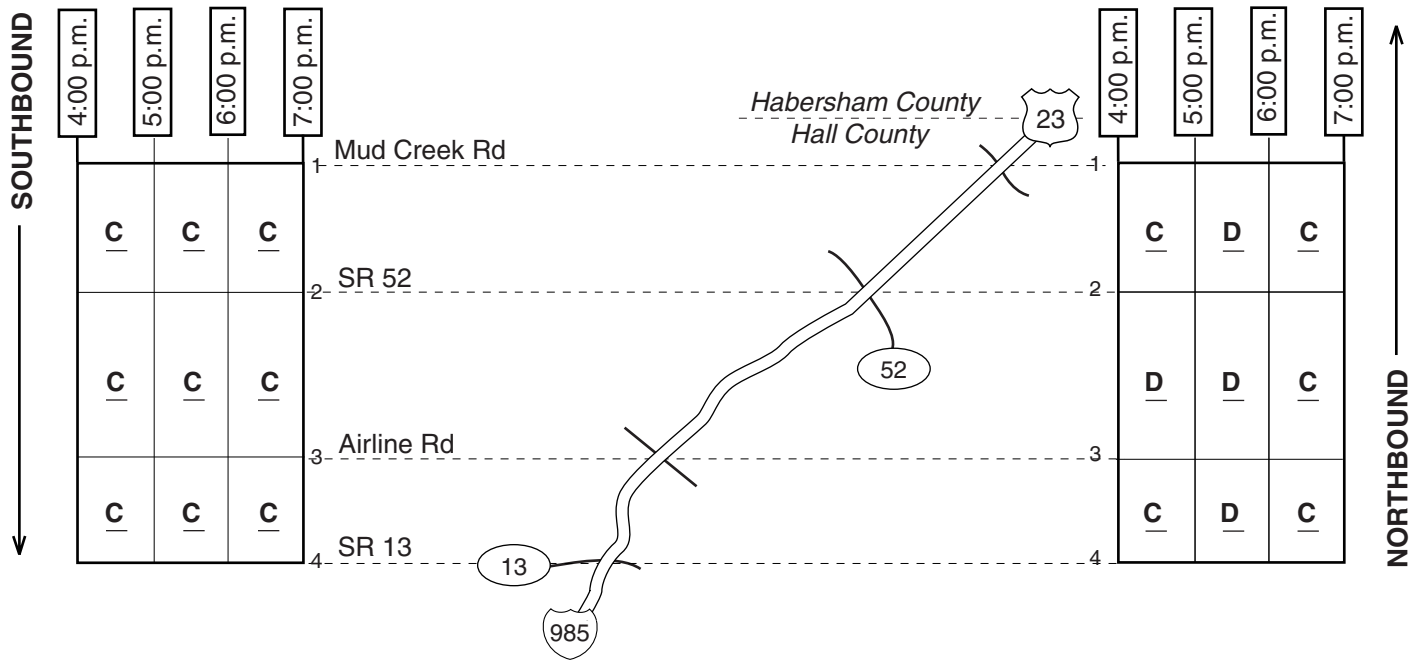 SOUTHBOUND
4:00 p.m.
5:00 p.m.
6:00 p.m.
7:00 p.m.
Habersham County
Hall County
23
4:00 p.m.
5:00 p.m.
6:00 p.m.
7:00 p.m.
1 Mud Creek Rd
1
C C C
C D C
2 SR 52
2
52
C C C
D D C
3 Airline Rd
3
C C C
C D C
4 SR 13
4
13
985
NORTHBOUND